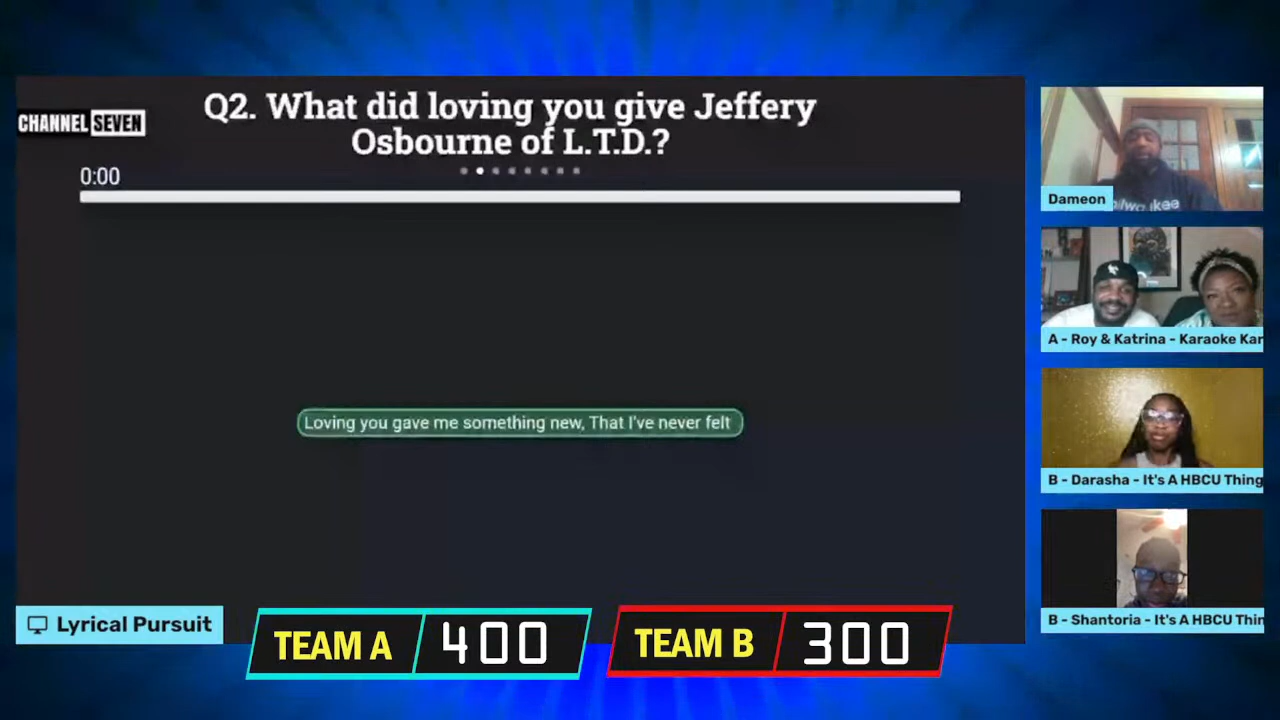 CHANNEL SEVEN
Q2. What did loving you give Jeffery
Osbourne of L.T.D.?
0:00
Loving you gave me something new, That I've never felt
Lyrical Pursuit
TEAM A 400
TEAM B 300
Dameon
A - Roy & Katrina - Karaoke Kar
B - Darasha - It's A HBCU Thing
B - Shantoria - It's A HBCU Thin